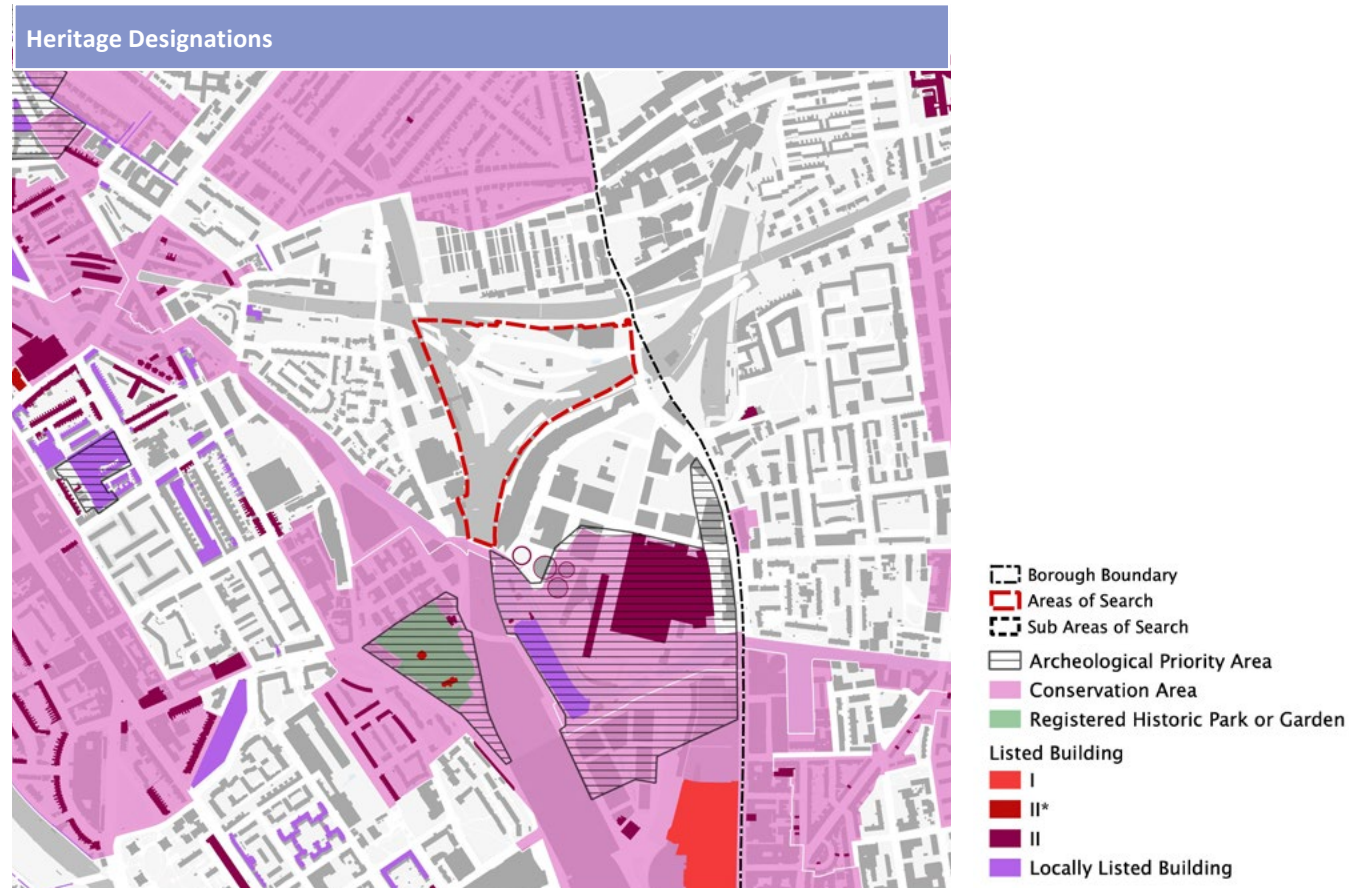 Heritage Designations
Borough Boundary
Areas of Search
Sub Areas of Search
Archeological Priority Area
Conservation Area
Registered Historic Park or Garden
Listed Building
I
II*
II
Locally Listed Building